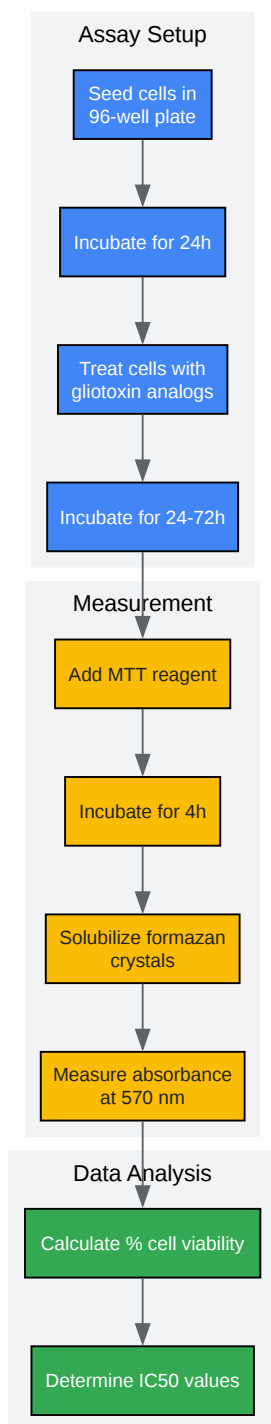 Assay Setup
Seed cells in
96-well plate
Incubate for 24h
Treat cells with
gliotoxin analogs
Incubate for 24-72h
Measurement
Add MTT reagent
Incubate for 4h
Solubilize formazan
crystals
Measure absorbance
at 570 nm
Data Analysis
Calculate % cell viability
Determine IC50 values